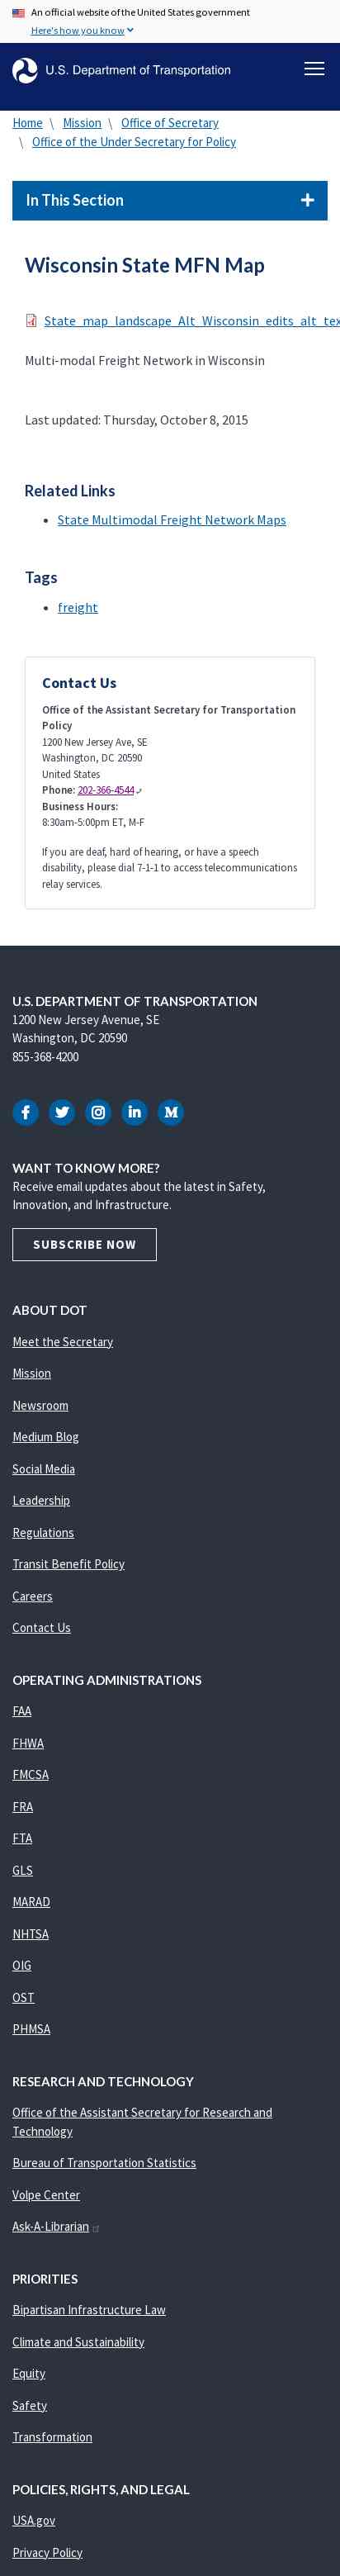 An official website of the United States government
Here's how you know
U.S. Department of Transportation
Home \ Mission \ Office of Secretary
\ Office of the Under Secretary for Policy
In This Section
Wisconsin State MFN Map
State_map_landscape_Alt_Wisconsin_edits_alt_tex
Multi-modal Freight Network in Wisconsin
Last updated: Thursday, October 8, 2015
Related Links
• State Multimodal Freight Network Maps
Tags
• freight
Contact Us
Office of the Assistant Secretary for Transportation
Policy
1200 New Jersey Ave, SE
Washington, DC 20590
United States
Phone: 202-366-4544
Business Hours:
8:30am-5:00pm ET, M-F
If you are deaf, hard of hearing, or have a speech
disability, please dial 7-1-1 to access telecommunications
relay services.
U.S. DEPARTMENT OF TRANSPORTATION
1200 New Jersey Avenue, SE
Washington, DC 20590
855-368-4200
WANT TO KNOW MORE?
Receive email updates about the latest in Safety,
Innovation, and Infrastructure.
SUBSCRIBE NOW
ABOUT DOT
Meet the Secretary
Mission
Newsroom
Medium Blog
Social Media
Leadership
Regulations
Transit Benefit Policy
Careers
Contact Us
OPERATING ADMINISTRATIONS
FAA
FHWA
FMCSA
FRA
FTA
GLS
MARAD
NHTSA
OIG
OST
PHMSA
RESEARCH AND TECHNOLOGY
Office of the Assistant Secretary for Research and
Technology
Bureau of Transportation Statistics
Volpe Center
Ask-A-Librarian
PRIORITIES
Bipartisan Infrastructure Law
Climate and Sustainability
Equity
Safety
Transformation
POLICIES, RIGHTS, AND LEGAL
USA.gov
Privacy Policy